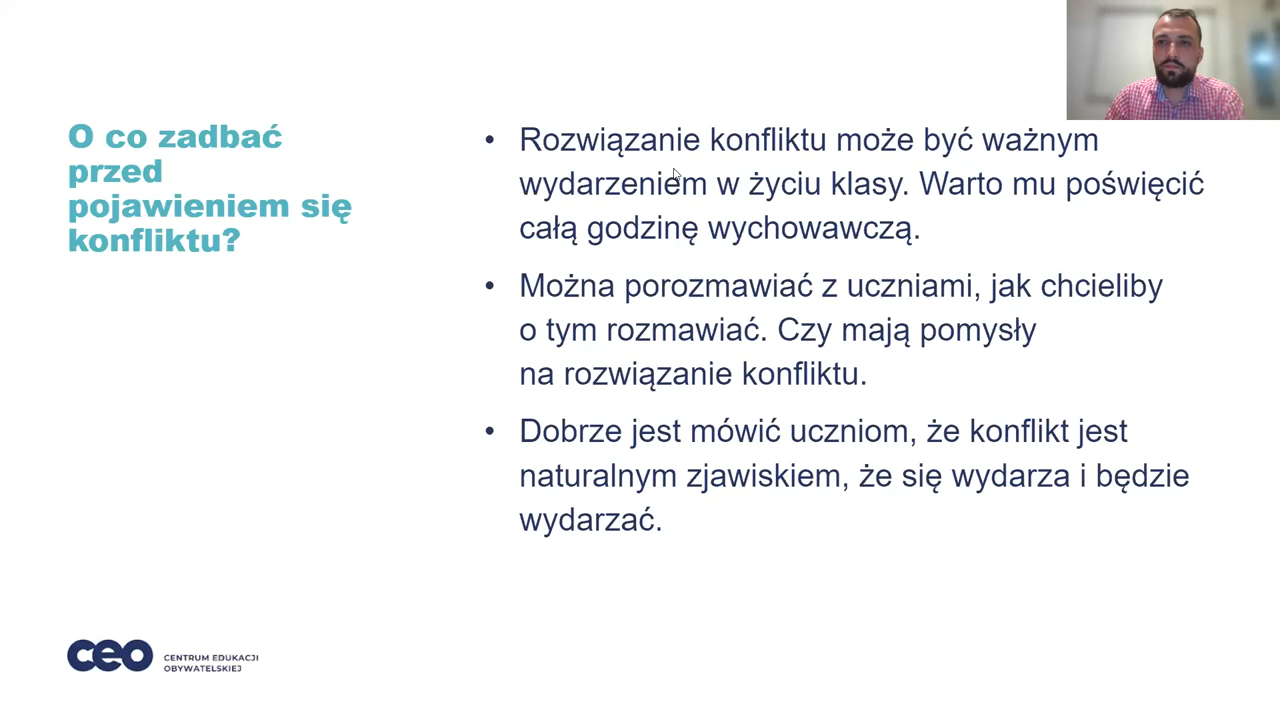 O co zadbać
przed
pojawieniem się
konfliktu?
• Rozwiązanie konfliktu może być ważnym
wydarzeniem w życiu klasy. Warto mu poświęcić
całą godzinę wychowawczą.
• Można porozmawiać z uczniami, jak chcieliby
o tym rozmawiać. Czy mają pomysły
na rozwiązanie konfliktu.
• Dobrze jest mówić uczniom, że konflikt jest
naturalnym zjawiskiem, że się wydarza i będzie
wydarzać.
ceo
CENTRUM EDUKACJI
OBYWATELSKIEJ